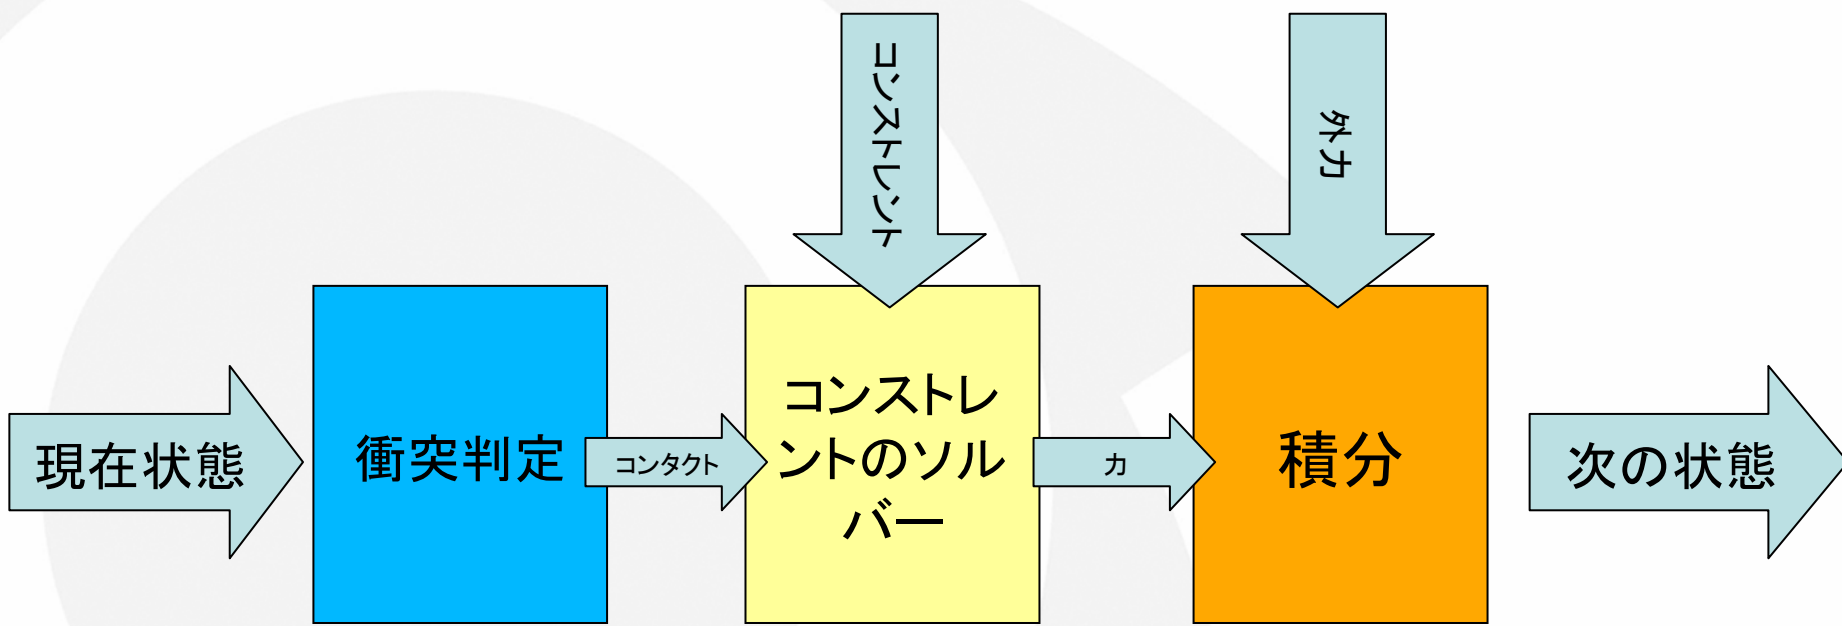 コンストレント
外力
現在状態
衝突判定
コンタクト
コンストレ
ントのソル
バー
力
積分
次の状態